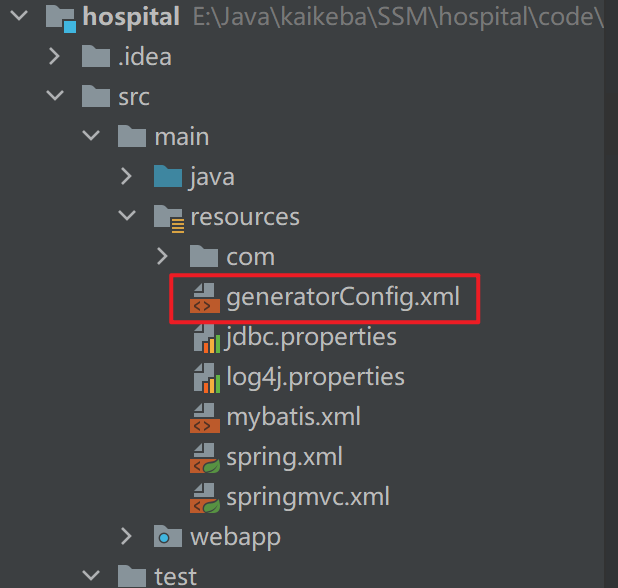 hospital E:\Java\kaikeba\SSM\hospital\code\
.idea
src
main
java
resources
com
generatorConfig.xml
jdbc.properties
log4j.properties
mybatis.xml
spring.xml
springmvc.xml
webapp
test